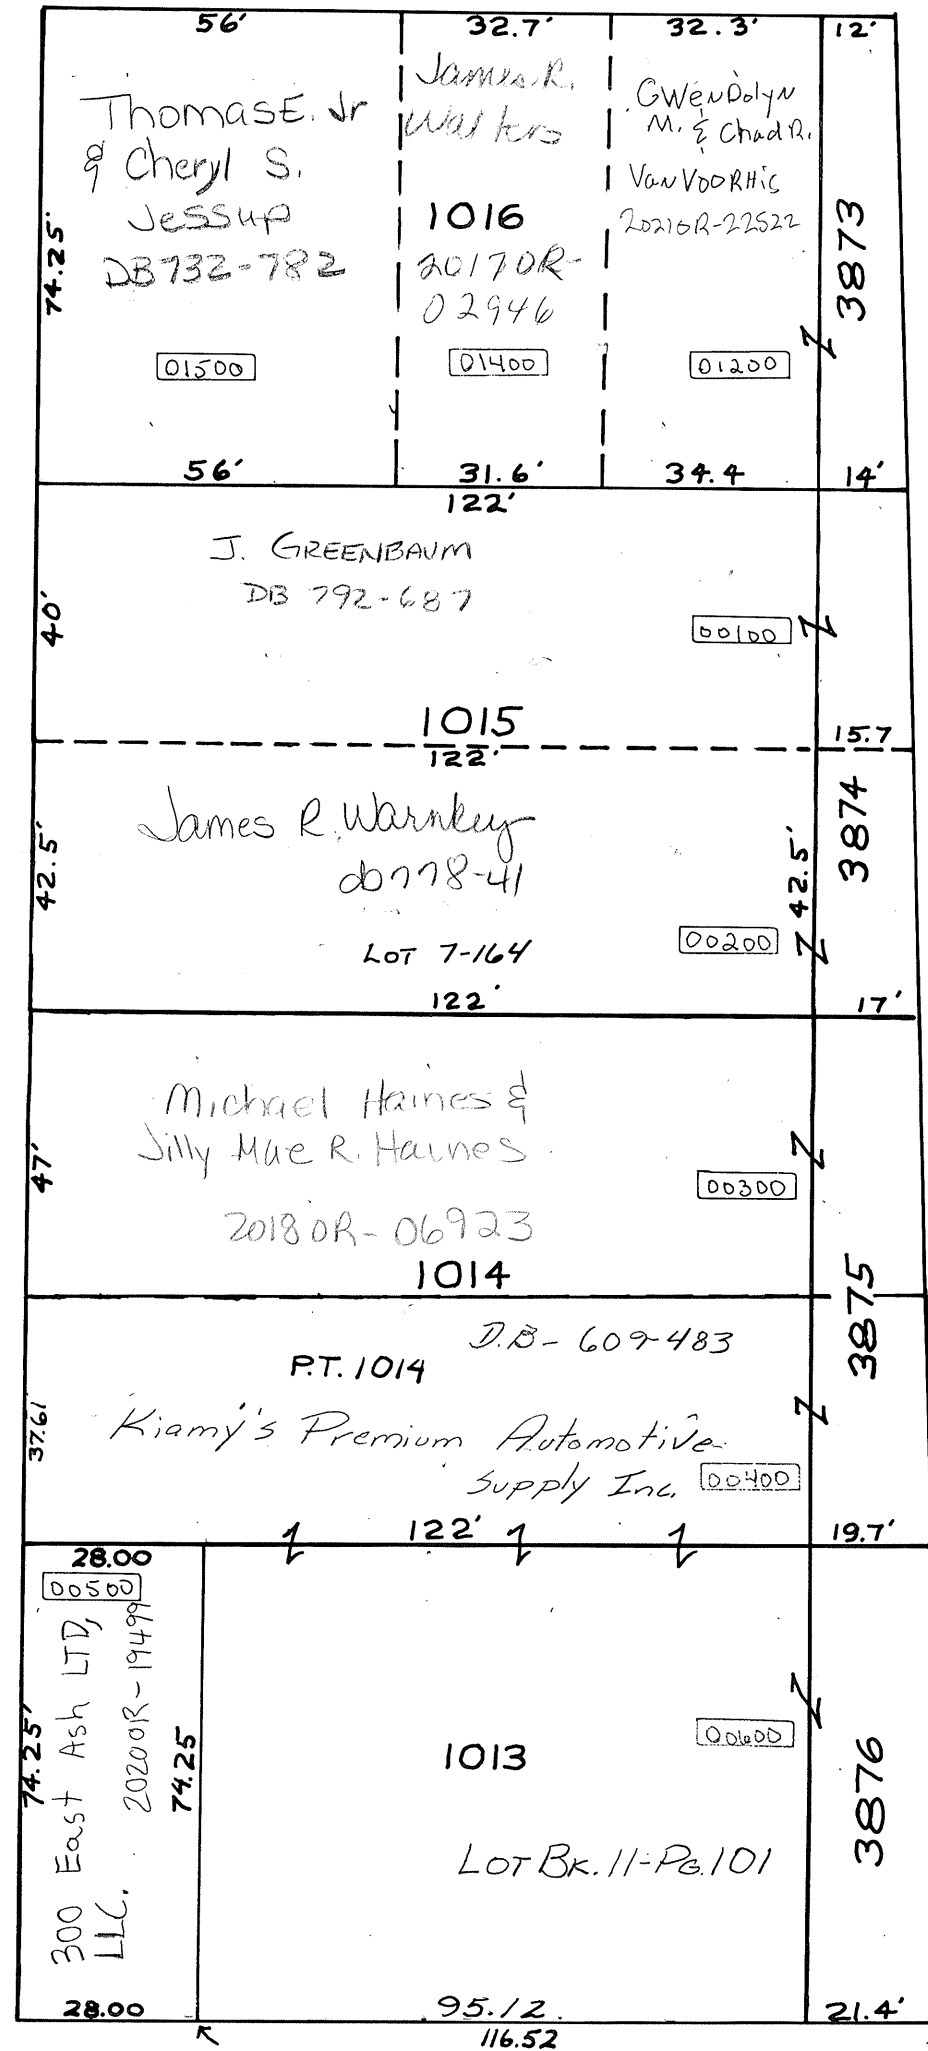 56'
32.7'
32.3'
12'
Thomas E. Jr
& Cheryl S.
Jessup
DB 732-782
James R.
Walters
1016
2017OR-
02946
Gwendolyn
M. & Chad R.
VanVoorhis
2021OR-22522
74.25'
3873
01500
01400
01200
56'
31.6'
34.4
14'
122'
J. GREENBAUM
DB 792-687
40'
00100
1015
15.7
122'
James R. Warnkey
db778-41
42.5'
42.5'
3874
LOT 7-164
00200
122'
17'
Michael Haines &
Jilly Mae R. Haines
47'
00300
2018OR-06923
1014
3875
D.B- 609-483
P.T. 1014
37.61
Kiamy's Premium Automotive
Supply Inc.
00400
122'
19.7'
28.00
00500
300 East Ash LTD,
LLC.
2020OR-19499
74.25'
74.25
00600
1013
3876
LOT BK. 11-PG. 101
28.00
95.12
21.4'
116.52